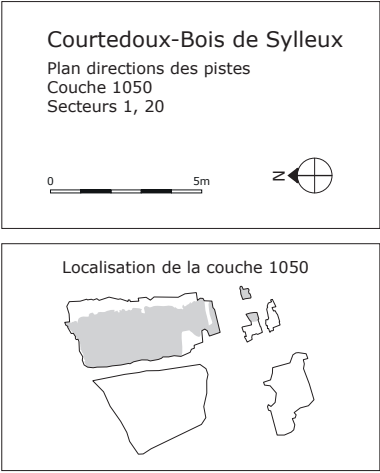 Courtedoux-Bois de Sylleux
Plan directions des pistes
Couche 1050
Secteurs 1, 20
0 5m
N
Localisation de la couche 1050